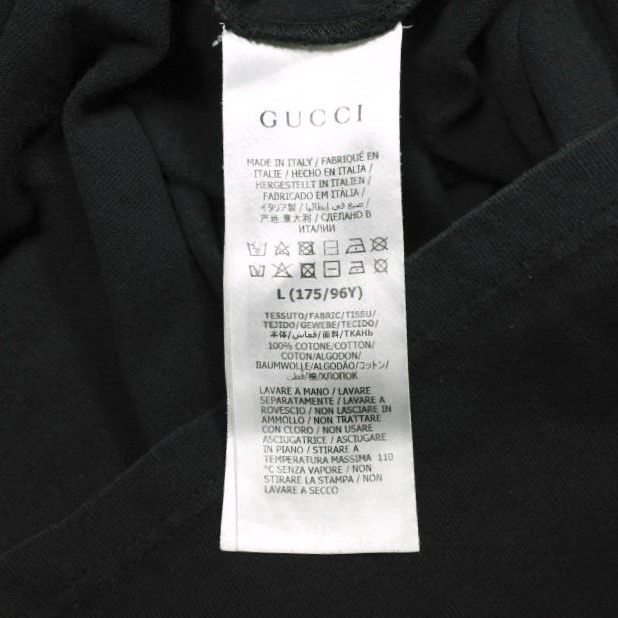 GUCCI
MADE IN ITALY / FABRIQUÉ EN
ITALIE / HECHO EN ITALIA /
HERGESTELLT IN ITALIEN /
FABRICADO EM ITÁLIA /
イタリア製 / صنع في إيطاليا /
产地:意大利 / СДЕЛАНО В
ИТАЛИИ
L (175/96Y)
TESSUTO/FABRIC/TISSU/
TEJIDO/GEWEBE/TECIDO/
本体/قماش/面料/ТКАНЬ
100% COTONE/COTTON/
COTON/ALGODON/
BAUMWOLLE/ALGODÃO/コットン/
قطن/棉/ХЛОПОК
LAVARE A MANO / LAVARE
SEPARATAMENTE / LAVARE A
ROVESCIO / NON LASCIARE IN
AMMOLLO / NON TRATTARE
CON CLORO / NON USARE
ASCIUGATRICE / ASCIUGARE
IN PIANO / STIRARE A
TEMPERATURA MASSIMA 110
°C SENZA VAPORE / NON
STIRARE LA STAMPA / NON
LAVARE A SECCO